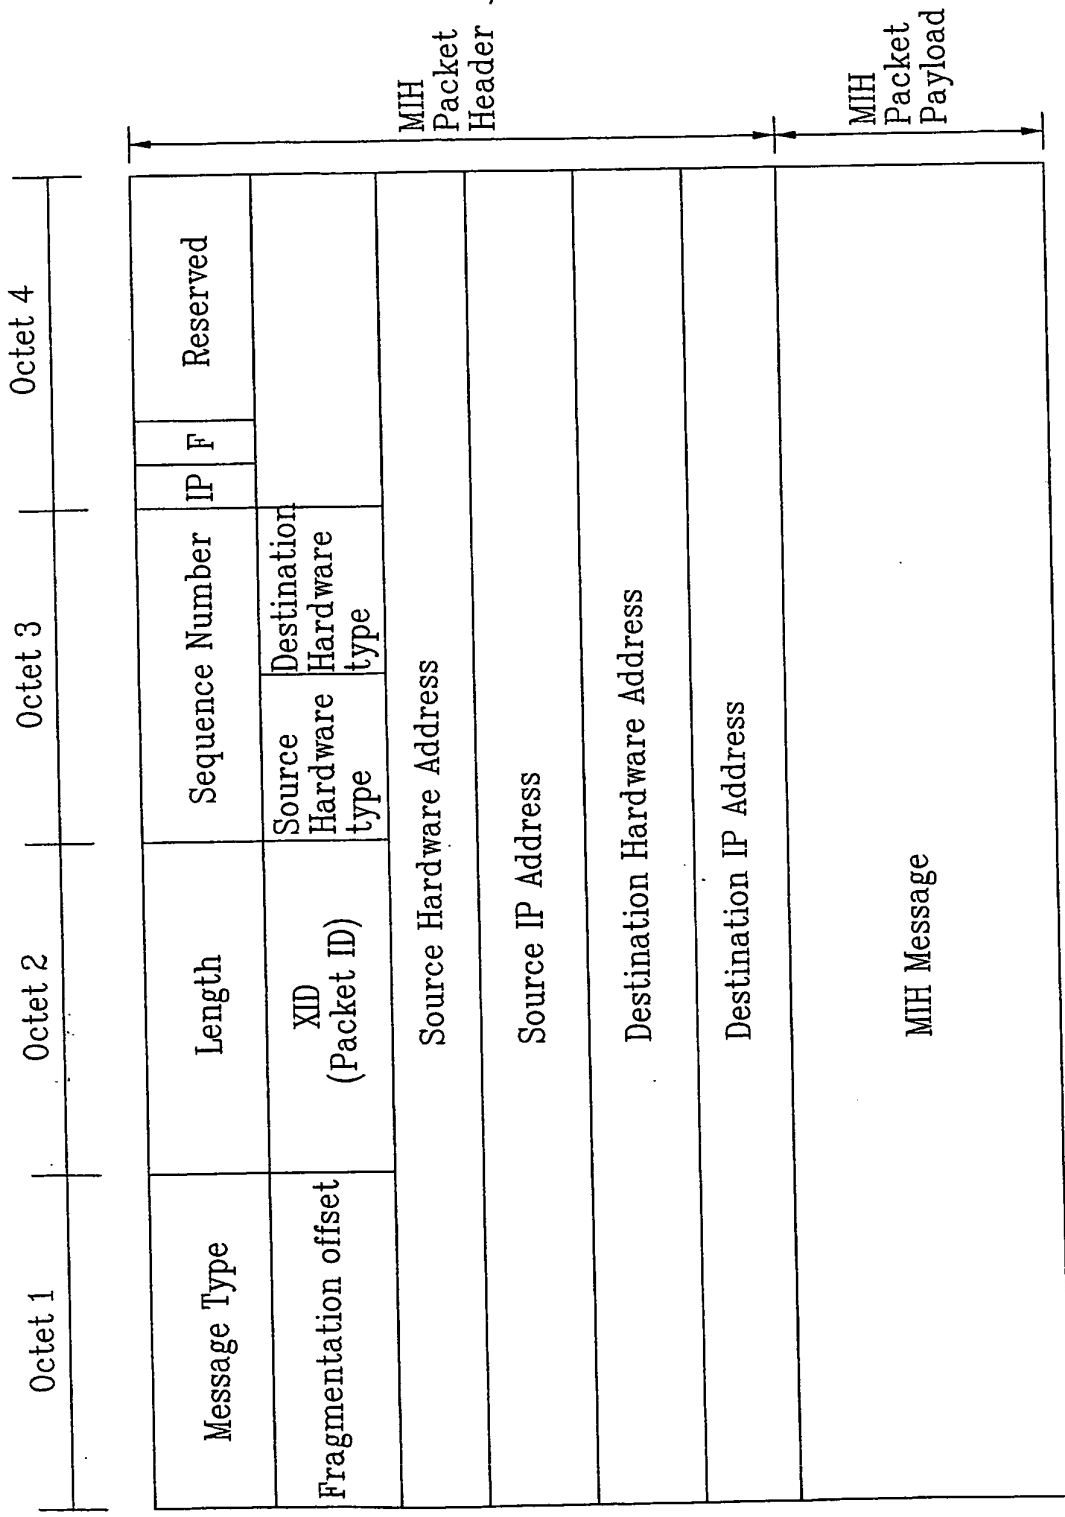 Octet 1
Octet 2
Octet 3
Octet 4
Message Type
Length
Sequence Number
IP
F
Reserved
Fragmentation offset
XID
(Packet ID)
Source
Hardware
type
Destination
Hardware
type
Source Hardware Address
Source IP Address
Destination Hardware Address
Destination IP Address
MIH Message
MIH
Packet
Header
MIH
Packet
Payload